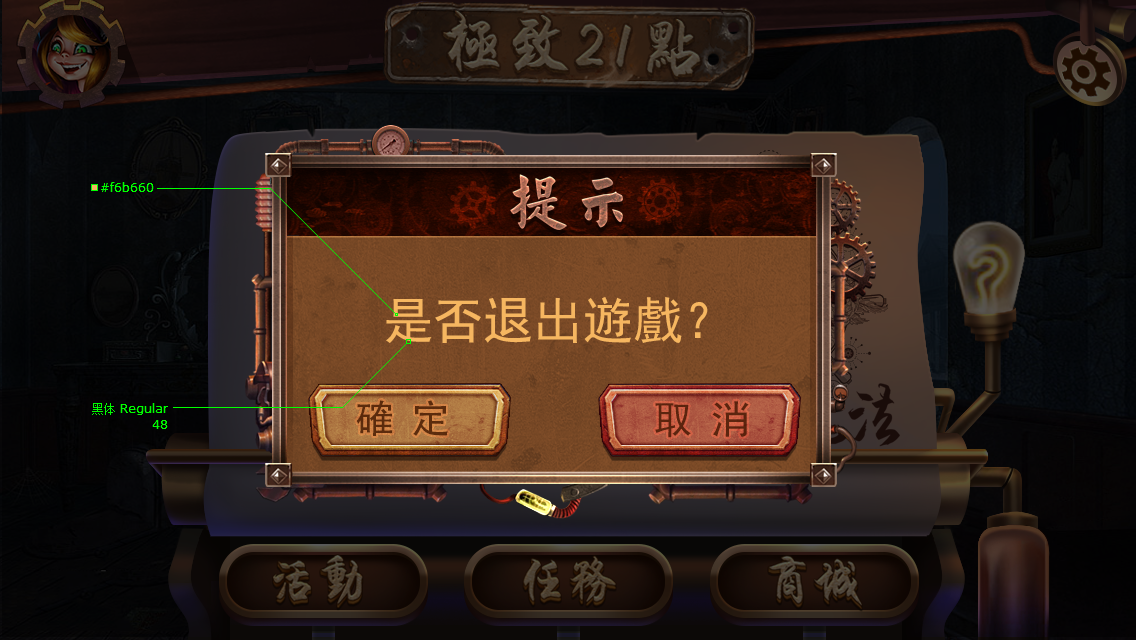 極致21點
提示
#f6b660
是否退出遊戲?
黑体 Regular
48
確定
取消
法
活動
任務
商城